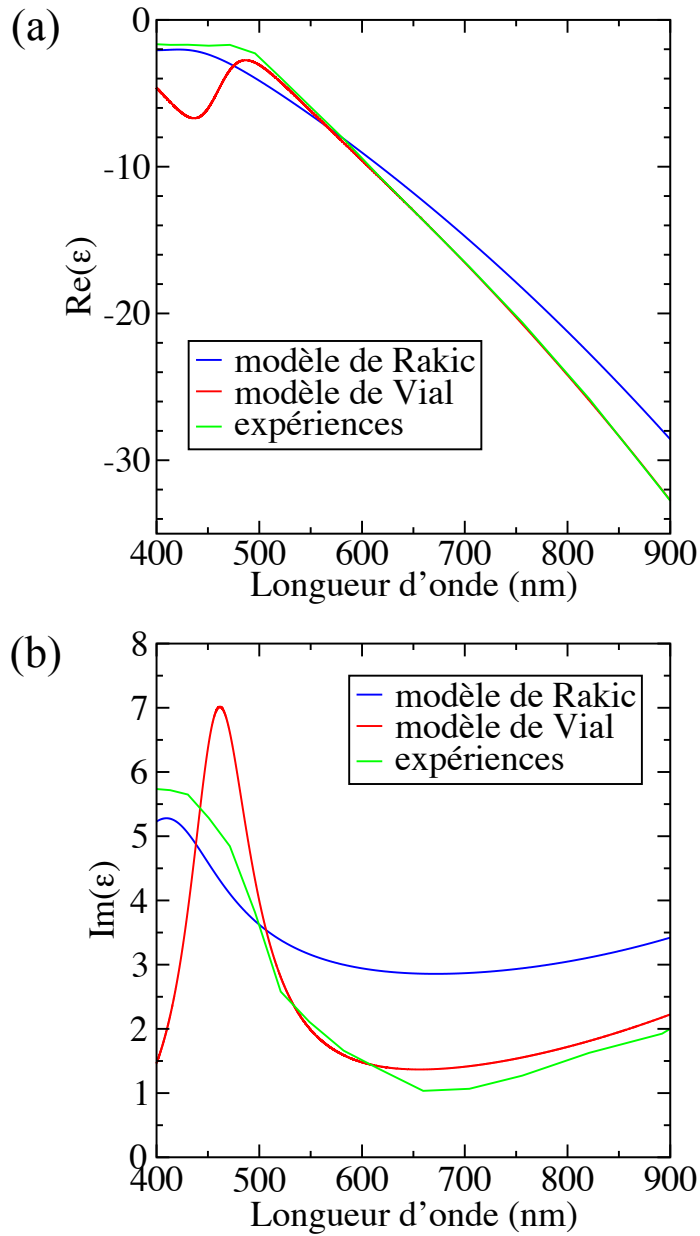 (a)
0
-10
-20
-30
Re(ε)
modèle de Rakic
modèle de Vial
expériences
400 500 600 700 800 900
Longueur d’onde (nm)
(b)
8
7
6
5
4
3
2
1
0
Im(ε)
modèle de Rakic
modèle de Vial
expériences
400 500 600 700 800 900
Longueur d’onde (nm)